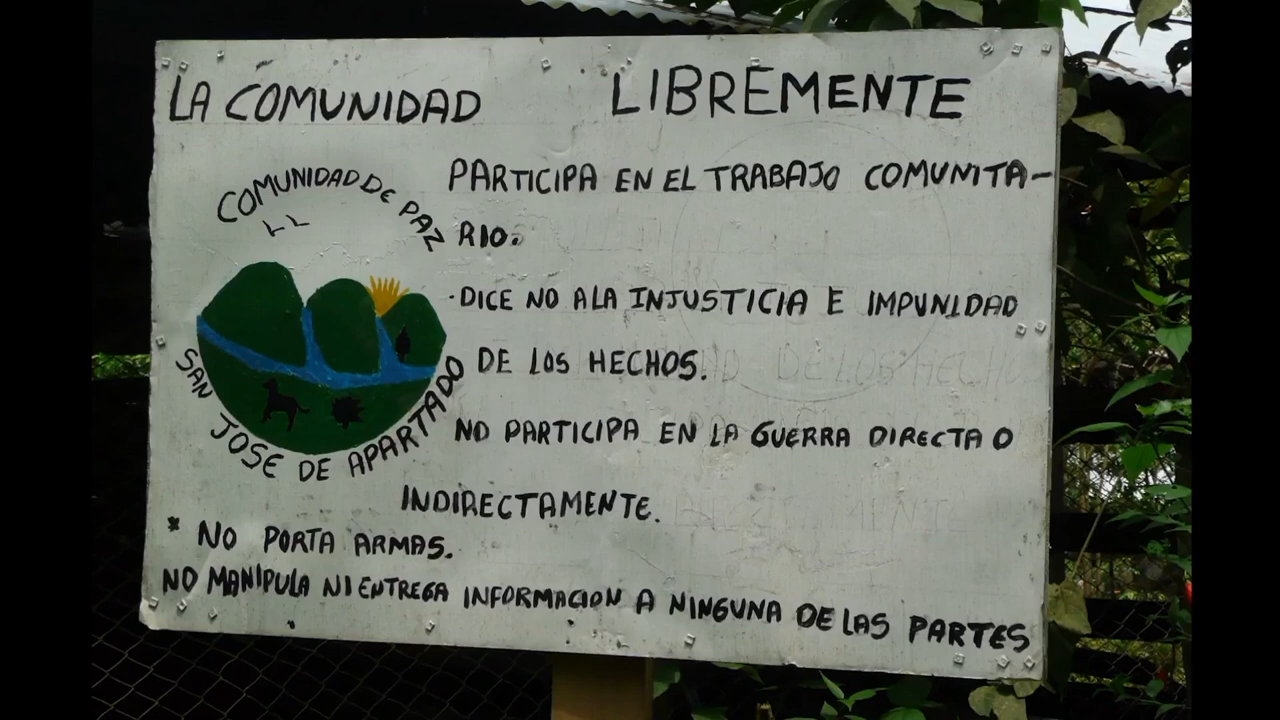 LA COMUNIDAD LIBREMENTE
COMUNIDAD DE PAZ
SAN JOSE DE APARTADO
PARTICIPA EN EL TRABAJO COMUNITA-
RIO.
·DICE NO A LA INJUSTICIA E IMPUNIDAD
DE LOS HECHOS.
NO PARTICIPA EN LA GUERRA DIRECTA O
INDIRECTAMENTE.
* NO PORTA ARMAS.
NO MANIPULA NI ENTREGA INFORMACION A NINGUNA DE LAS PARTES